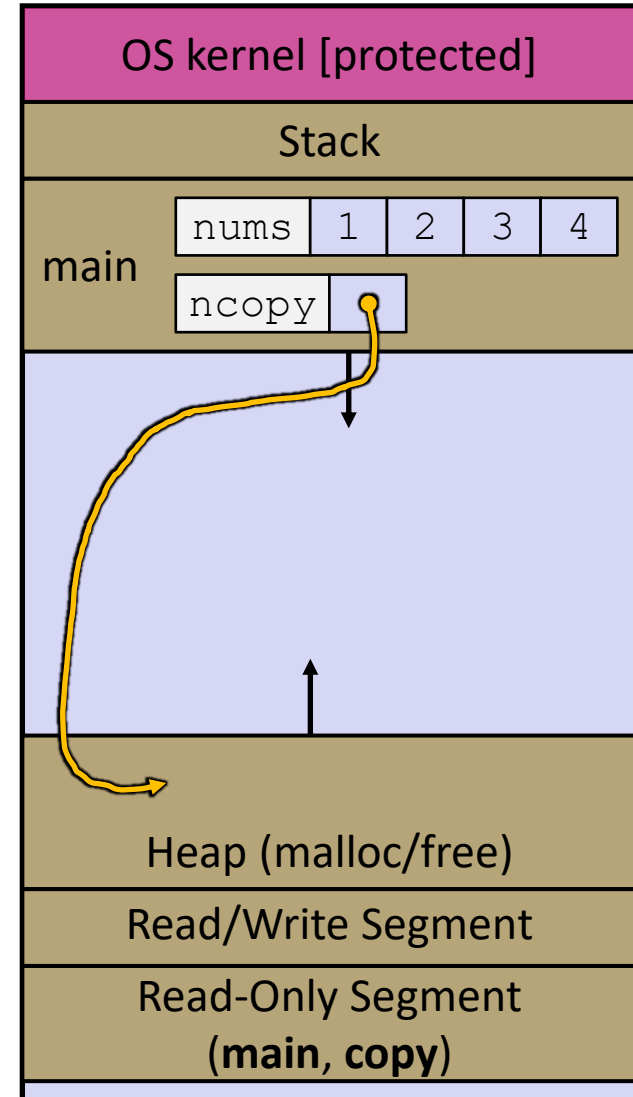 OS kernel [protected]
Stack
main
nums 1 2 3 4
ncopy
Heap (malloc/free)
Read/Write Segment
Read-Only Segment
(main, copy)